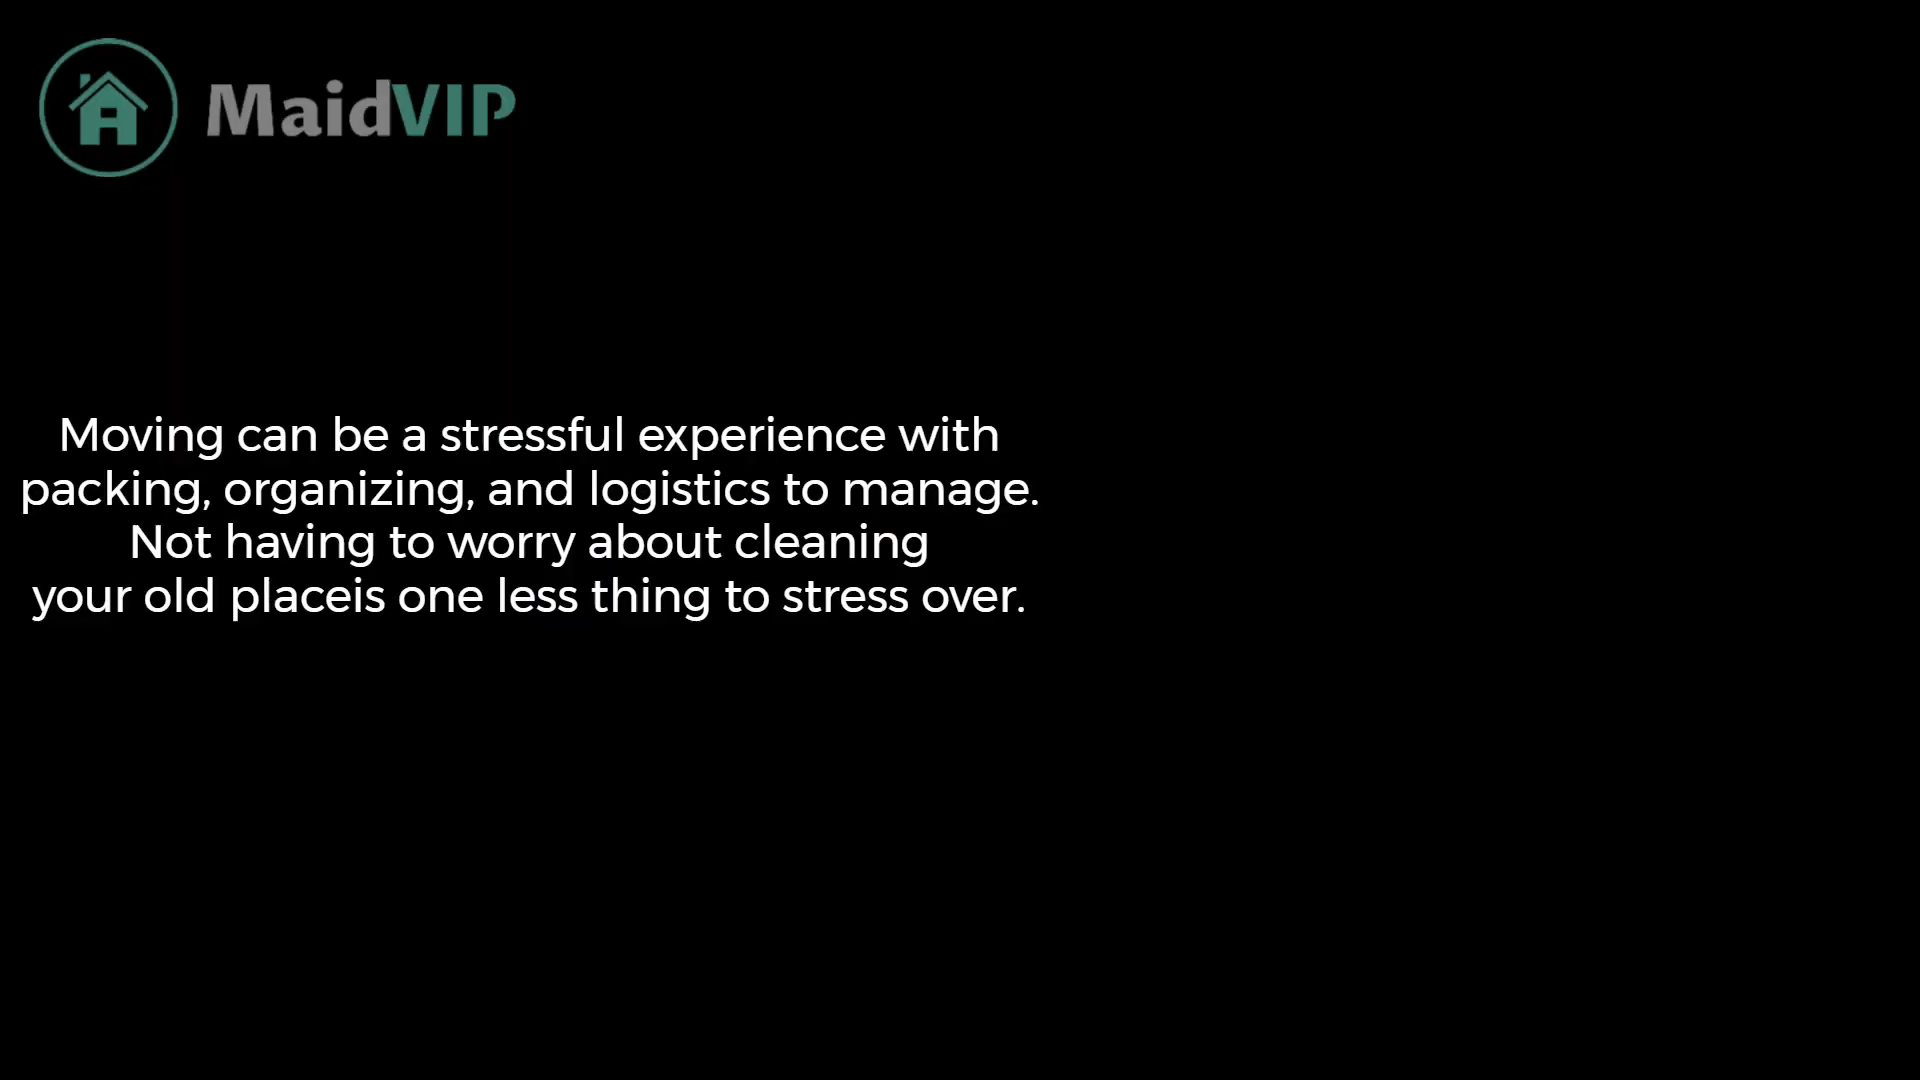 MaidVIP
Moving can be a stressful experience with
packing, organizing, and logistics to manage.
Not having to worry about cleaning
your old placeis one less thing to stress over.